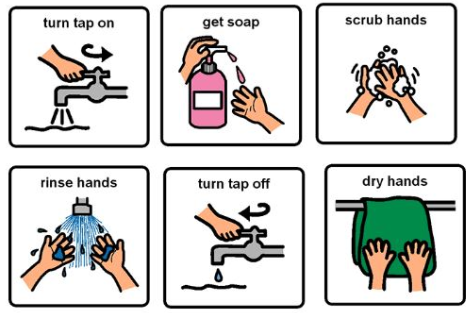 turn tap on
get soap
scrub hands
rinse hands
turn tap off
dry hands